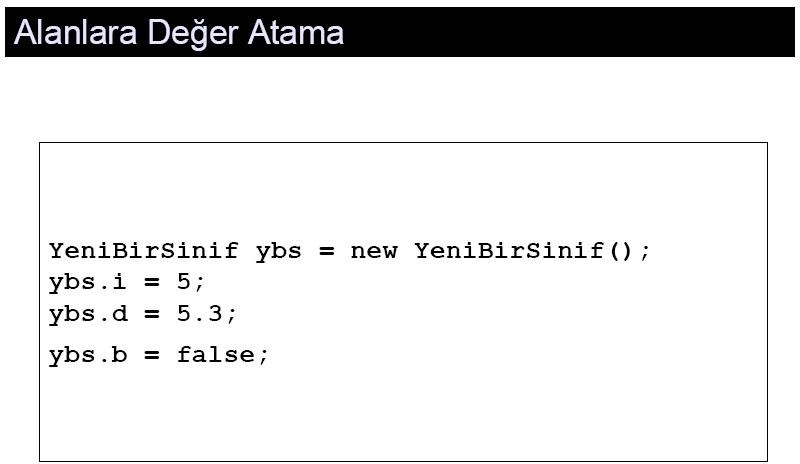 Alanlara Değer Atama
YeniBirSinif ybs = new YeniBirSinif();
ybs.i = 5;
ybs.d = 5.3;
ybs.b = false;